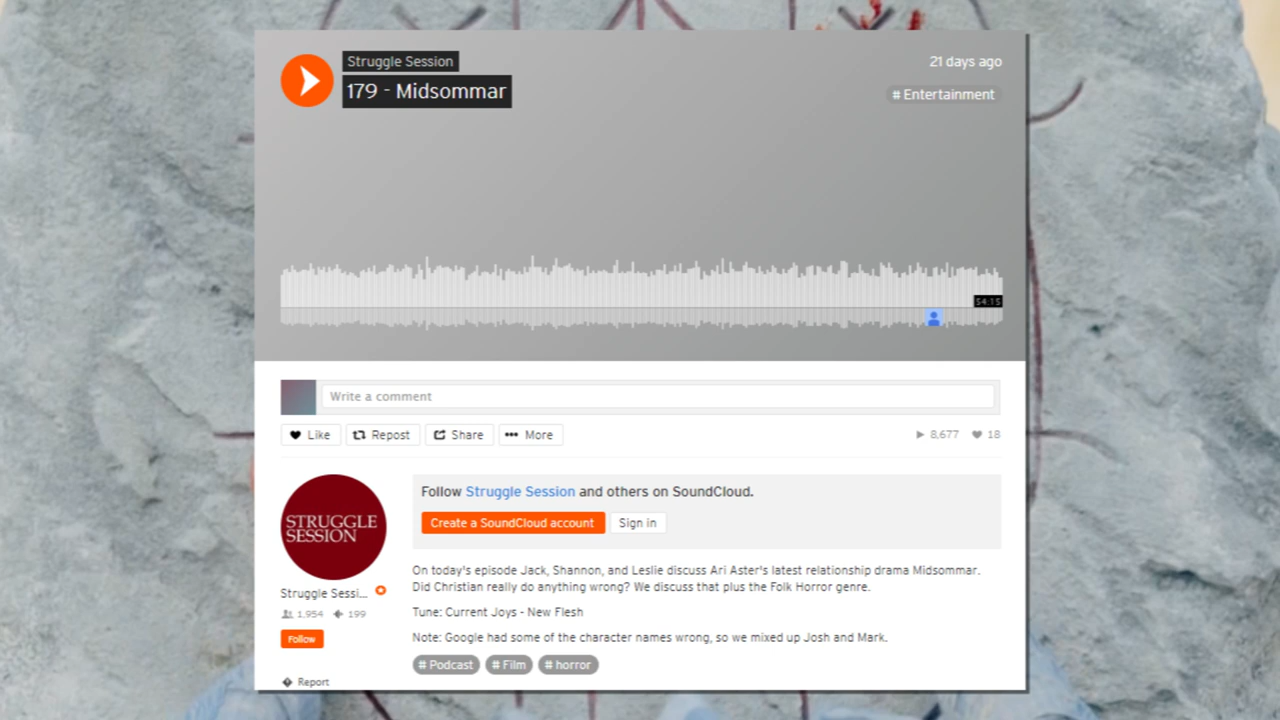 Struggle Session
21 days ago
179 - Midsommar
# Entertainment
54:15
Write a comment
Like
Repost
Share
More
8,677
18
STRUGGLE
SESSION
Follow Struggle Session and others on SoundCloud.
Create a SoundCloud account
Sign in
Struggle Sessi...
1,954
199
Follow
Report
On today's episode Jack, Shannon, and Leslie discuss Ari Aster's latest relationship drama Midsommar.
Did Christian really do anything wrong? We discuss that plus the Folk Horror genre.
Tune: Current Joys - New Flesh
Note: Google had some of the character names wrong, so we mixed up Josh and Mark.
# Podcast
# Film
# horror